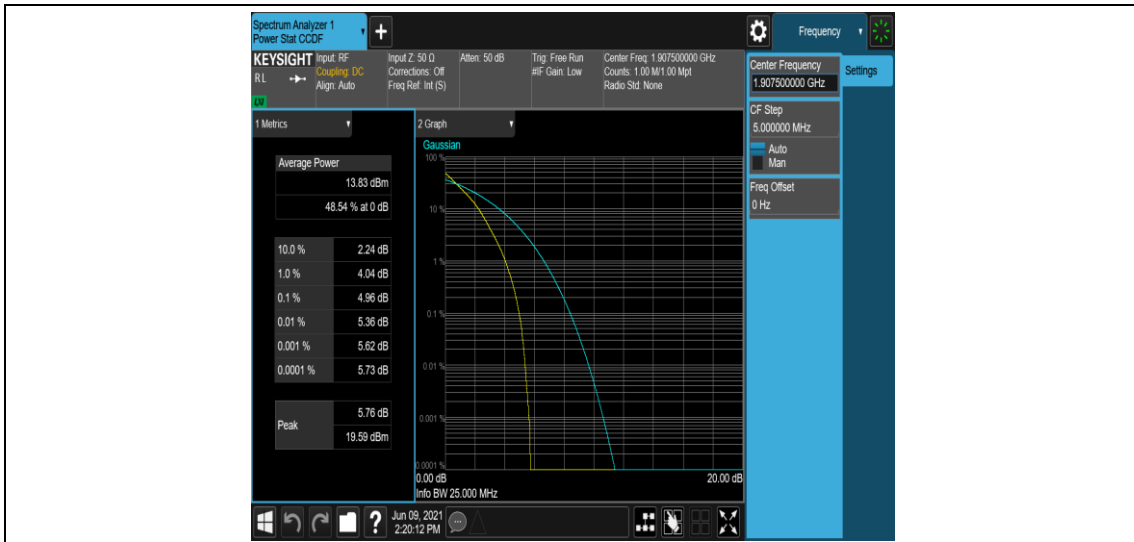 Spectrum Analyzer 1
Power Stat CCDF
+
Frequency
KEYSIGHT
RL
LXI
Input: RF
Coupling: DC
Align: Auto
Input Z: 50 Ω
Corrections: Off
Freq Ref: Int (S)
Atten: 50 dB
Trig: Free Run
#IF Gain: Low
Center Freq: 1.907500000 GHz
Counts: 1.00 M/1.00 Mpt
Radio Std: None
Center Frequency
1.907500000 GHz
Settings
CF Step
5.000000 MHz
Auto
Man
Freq Offset
0 Hz
1 Metrics
Average Power
13.83 dBm
48.54 % at 0 dB
10.0 % 2.24 dB
1.0 % 4.04 dB
0.1 % 4.96 dB
0.01 % 5.36 dB
0.001 % 5.62 dB
0.0001 % 5.73 dB
Peak
5.76 dB
19.59 dBm
2 Graph
Gaussian
100 %
10 %
1 %
0.1 %
0.01 %
0.001 %
0.0001 %
0.00 dB
20.00 dB
Info BW 25.000 MHz
?
Jun 09, 2021
2:20:12 PM